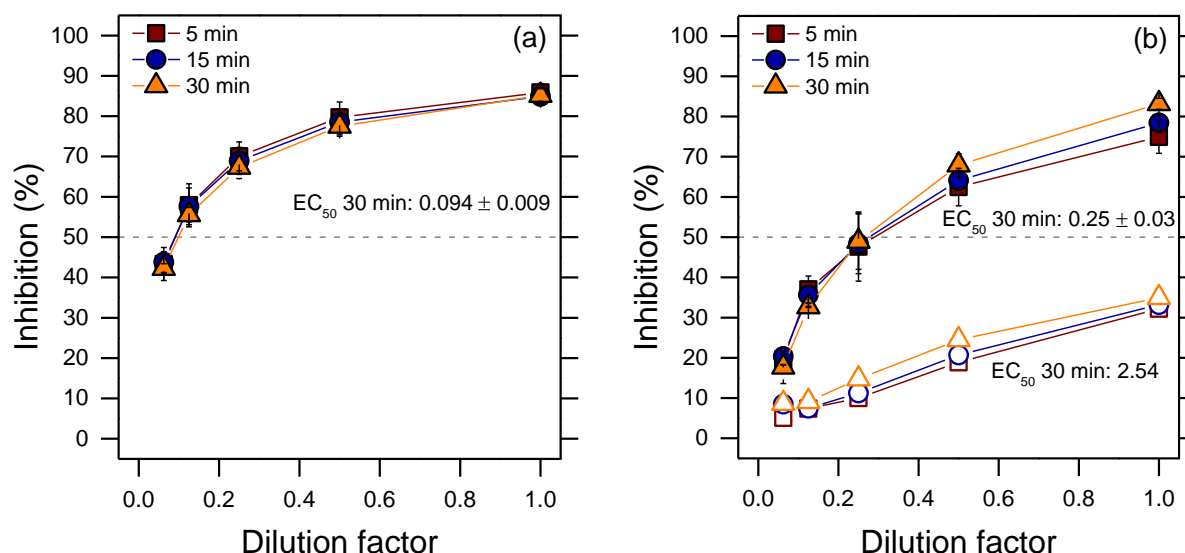 5 min
15 min
30 min
(a)
100
90
80
70
60
50
40
30
20
10
0
Inhibition (%)
EC50 30 min: 0.094 ± 0.009
0.0 0.2 0.4 0.6 0.8 1.0
Dilution factor
5 min
15 min
30 min
(b)
100
90
80
70
60
50
40
30
20
10
0
Inhibition (%)
EC50 30 min: 0.25 ± 0.03
EC50 30 min: 2.54
0.0 0.2 0.4 0.6 0.8 1.0
Dilution factor